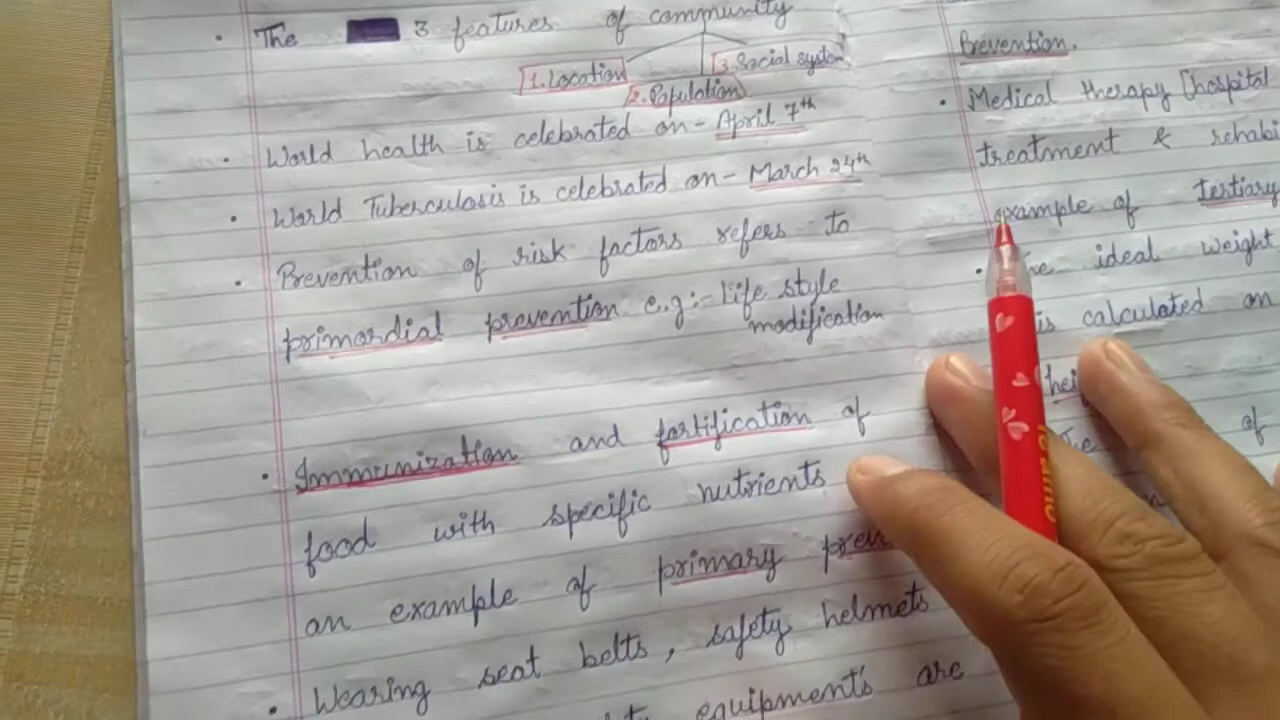 The 3 features of community
1. Location
2. Population
3. Social system
World health is celebrated on - April 7th
World Tuberculosis is celebrated on - March 24th
Prevention of risk factors refers to
primordial prevention e.g:- life style
modification
Immunization and fortification of
food with specific nutrients
an example of primary
Wearing seat belts, safety helmets
equipment's are
Prevention.
Medical therapy [hospital
treatment &
example of tertiary
ideal weight
is calculated on
of